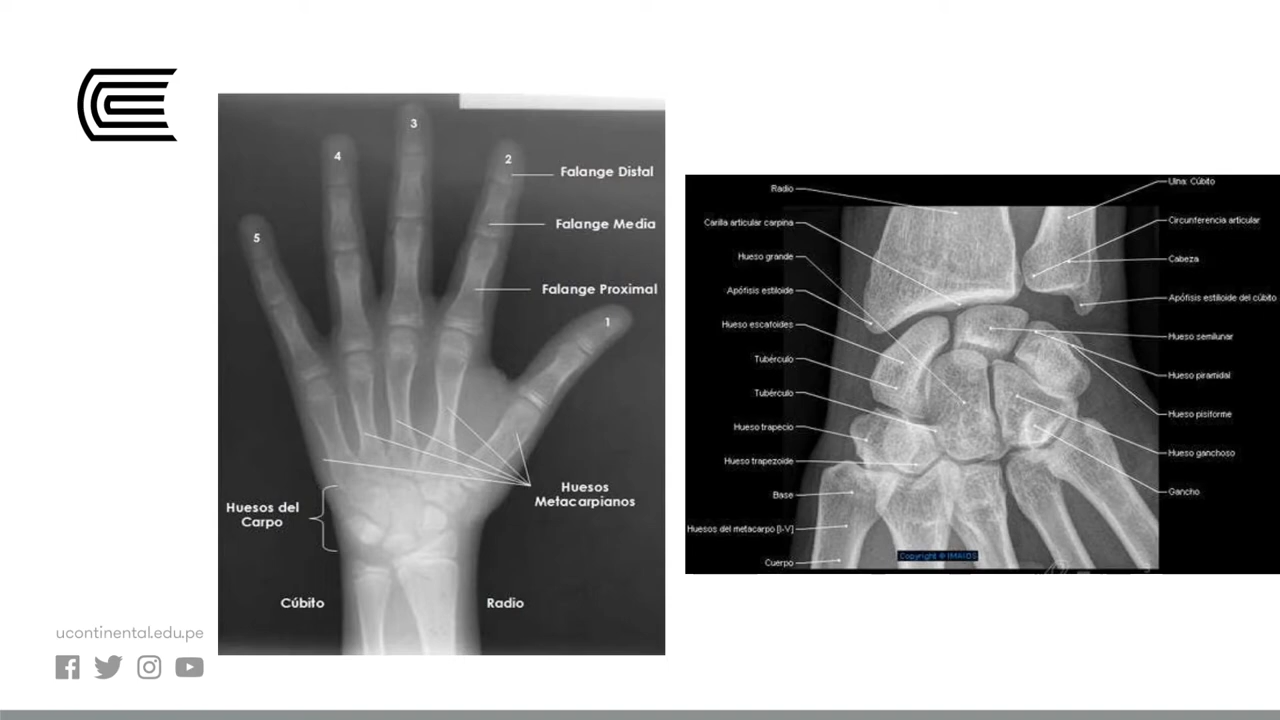 3
4
2
Falange Distal
Falange Media
5
Falange Proximal
1
Huesos
Metacarpianos
Huesos del
Carpo
Cúbito
Radio
Radio
Carilla articular carpina
Hueso grande
Apófisis estiloide
Hueso escafoides
Tubérculo
Tubérculo
Hueso trapecio
Hueso trapezoide
Base
Huesos del metacarpo [I-V]
Cuerpo
Ulna: Cúbito
Circunferencia articular
Cabeza
Apófisis estilioide del cúbito
Hueso semilunar
Hueso piramidal
Hueso pisiforme
Hueso ganchoso
Gancho
Copyright © IMAIOS
ucontinental.edu.pe